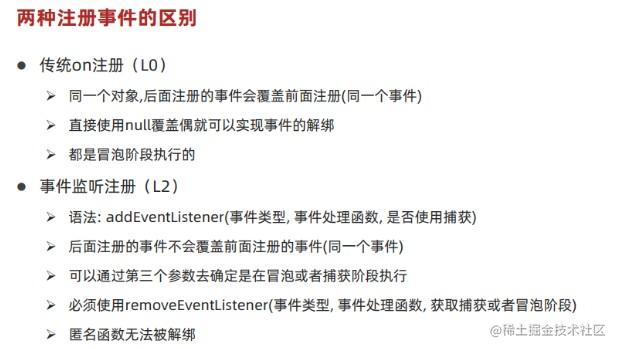 两种注册事件的区别
● 传统on注册（L0）
➢ 同一个对象,后面注册的事件会覆盖前面注册(同一个事件)
➢ 直接使用null覆盖偶就可以实现事件的解绑
➢ 都是冒泡阶段执行的
● 事件监听注册（L2）
➢ 语法: addEventListener(事件类型, 事件处理函数, 是否使用捕获)
➢ 后面注册的事件不会覆盖前面注册的事件(同一个事件)
➢ 可以通过第三个参数去确定是在冒泡或者捕获阶段执行
➢ 必须使用removeEventListener(事件类型, 事件处理函数, 获取捕获或者冒泡阶段)
➢ 匿名函数无法被解绑
@稀土掘金技术社区